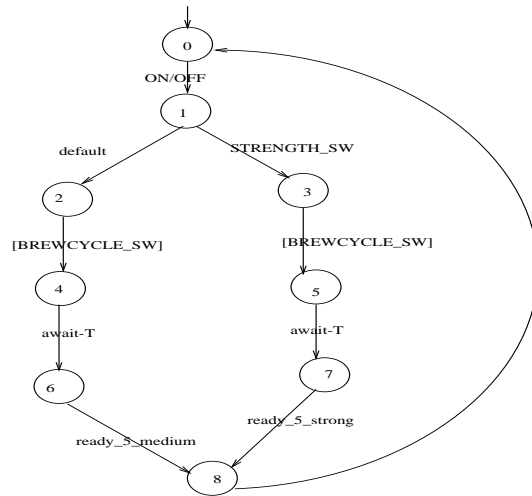 0
ON/OFF
1
default
STRENGTH_SW
2
3
[BREWCYCLE_SW]
[BREWCYCLE_SW]
4
5
await-T
await-T
6
7
ready_5_medium
ready_5_strong
8